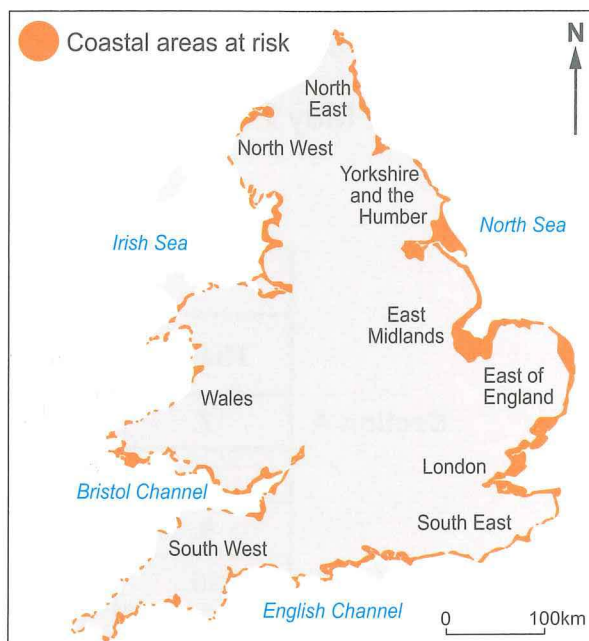 Coastal areas at risk
N
North
East
North West
Yorkshire
and the
Humber
North Sea
Irish Sea
East
Midlands
East of
England
Wales
London
Bristol Channel
South East
South West
English Channel
0 100km